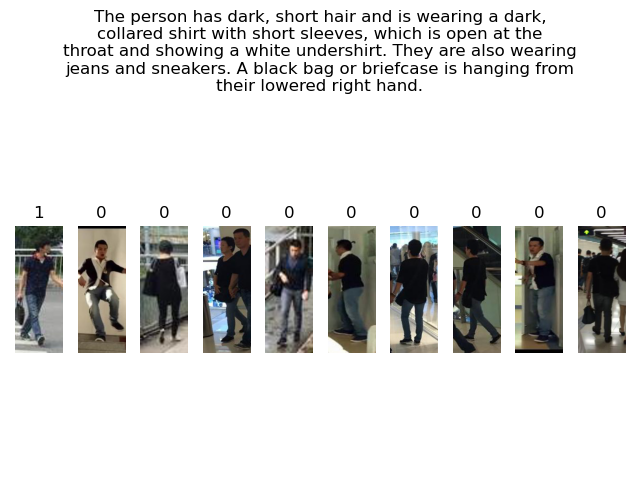 The person has dark, short hair and is wearing a dark,
collared shirt with short sleeves, which is open at the
throat and showing a white undershirt. They are also wearing
jeans and sneakers. A black bag or briefcase is hanging from
their lowered right hand.
1 0 0 0 0 0 0 0 0 0